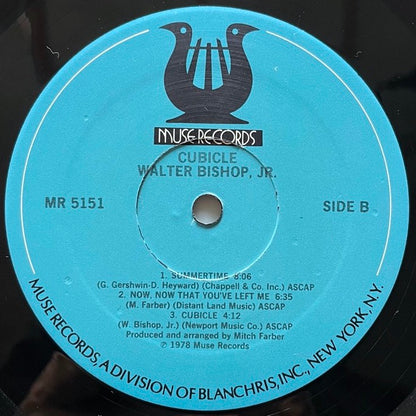 MUSE RECORDS
CUBICLE
WALTER BISHOP, JR.
MR 5151
SIDE B
1. SUMMERTIME 8:06
(G. Gershwin-D. Heyward) (Chappell & Co. Inc.) ASCAP
2. NOW, NOW THAT YOU'VE LEFT ME 6:35
(M. Farber) (Distant Land Music) ASCAP
3. CUBICLE 4:12
(W. Bishop, Jr.) (Newport Music Co.) ASCAP
Produced and arranged by Mitch Farber
℗ 1978 Muse Records
MUSE RECORDS, A DIVISION OF BLANCHRIS, INC., NEW YORK, N.Y.